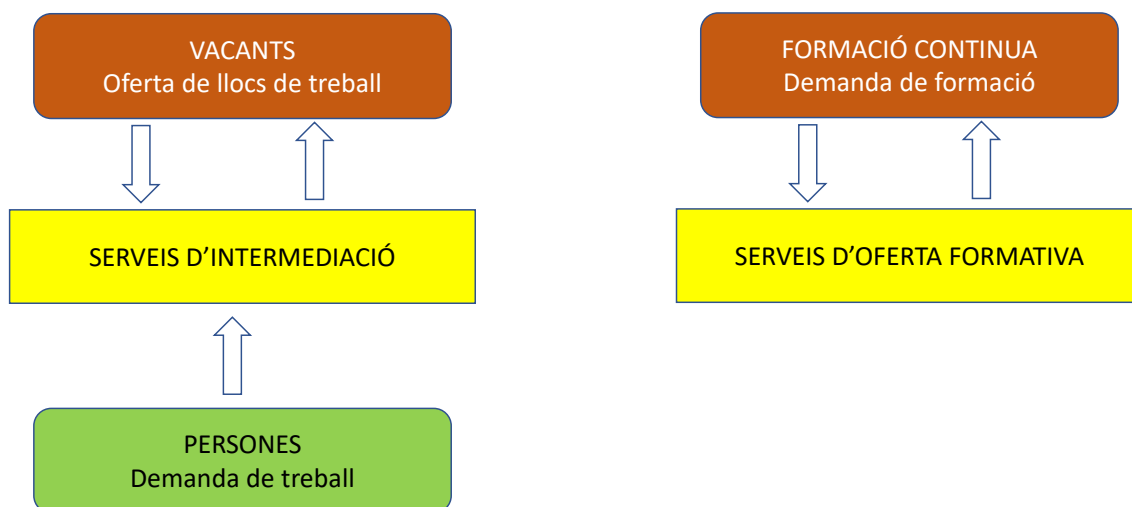 VACANTS
Oferta de llocs de treball
FORMACIÓ CONTINUA
Demanda de formació
SERVEIS D’INTERMEDIACIÓ
SERVEIS D’OFERTA FORMATIVA
PERSONES
Demanda de treball